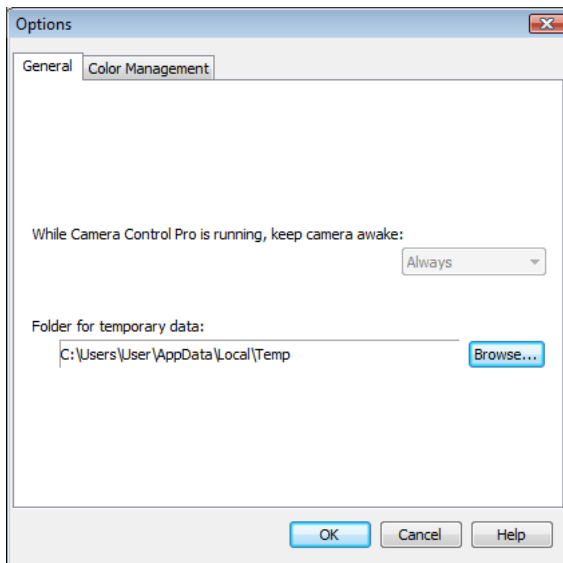 Options
General
Color Management
While Camera Control Pro is running, keep camera awake:
Always
Folder for temporary data:
C:\Users\User\AppData\Local\Temp
Browse...
OK
Cancel
Help